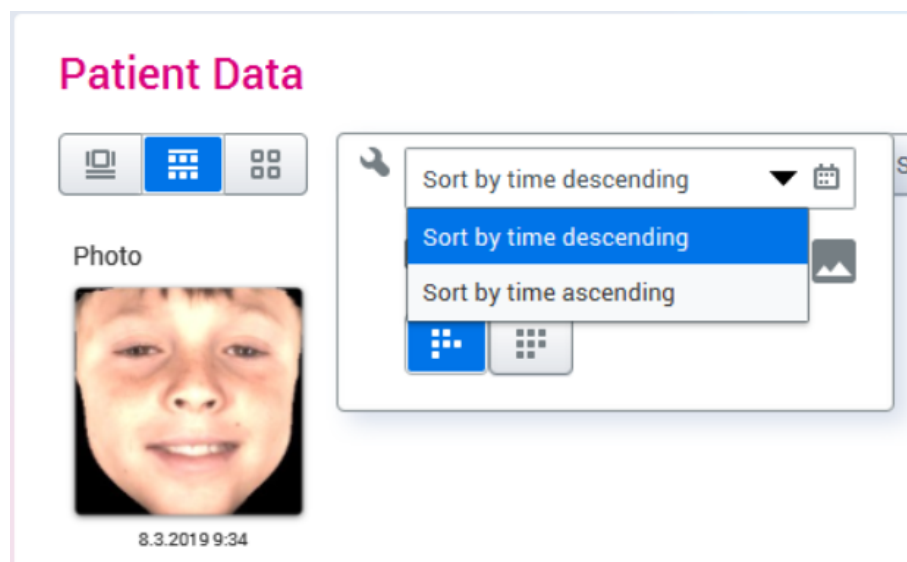 Patient Data
Sort by time descending
S
Sort by time descending
Photo
Sort by time ascending
8.3.2019 9:34